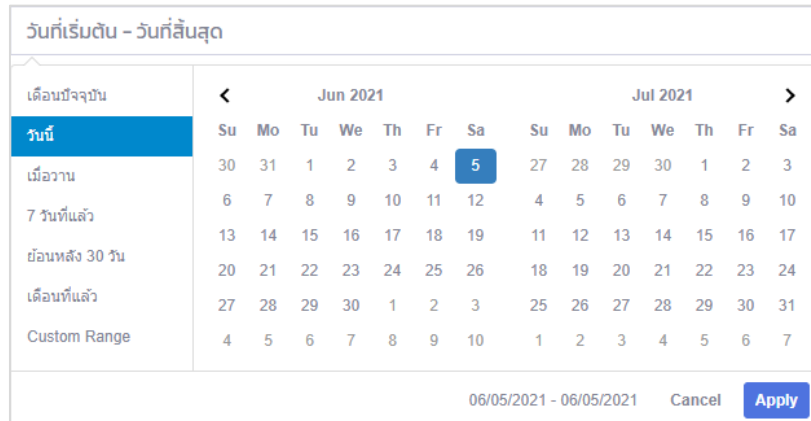 วันที่เริ่มต้น – วันที่สิ้นสุด
เดือนปัจจุบัน
วันนี้
เมื่อวาน
7 วันที่แล้ว
ย้อนหลัง 30 วัน
เดือนที่แล้ว
Custom Range
Jun 2021
Su Mo Tu We Th Fr Sa
30 31 1 2 3 4 5
6 7 8 9 10 11 12
13 14 15 16 17 18 19
20 21 22 23 24 25 26
27 28 29 30 1 2 3
4 5 6 7 8 9 10
Jul 2021
Su Mo Tu We Th Fr Sa
27 28 29 30 1 2 3
4 5 6 7 8 9 10
11 12 13 14 15 16 17
18 19 20 21 22 23 24
25 26 27 28 29 30 31
1 2 3 4 5 6 7
06/05/2021 - 06/05/2021 Cancel Apply